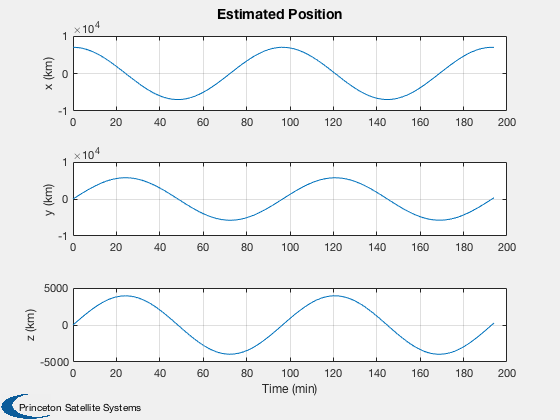 Estimated Position
×10^4
1
0
-1
x (km)
0 20 40 60 80 100 120 140 160 180 200
×10^4
1
0
-1
y (km)
0 20 40 60 80 100 120 140 160 180 200
5000
0
-5000
z (km)
0 20 40 60 80 100 120 140 160 180 200
Time (min)
Princeton Satellite Systems